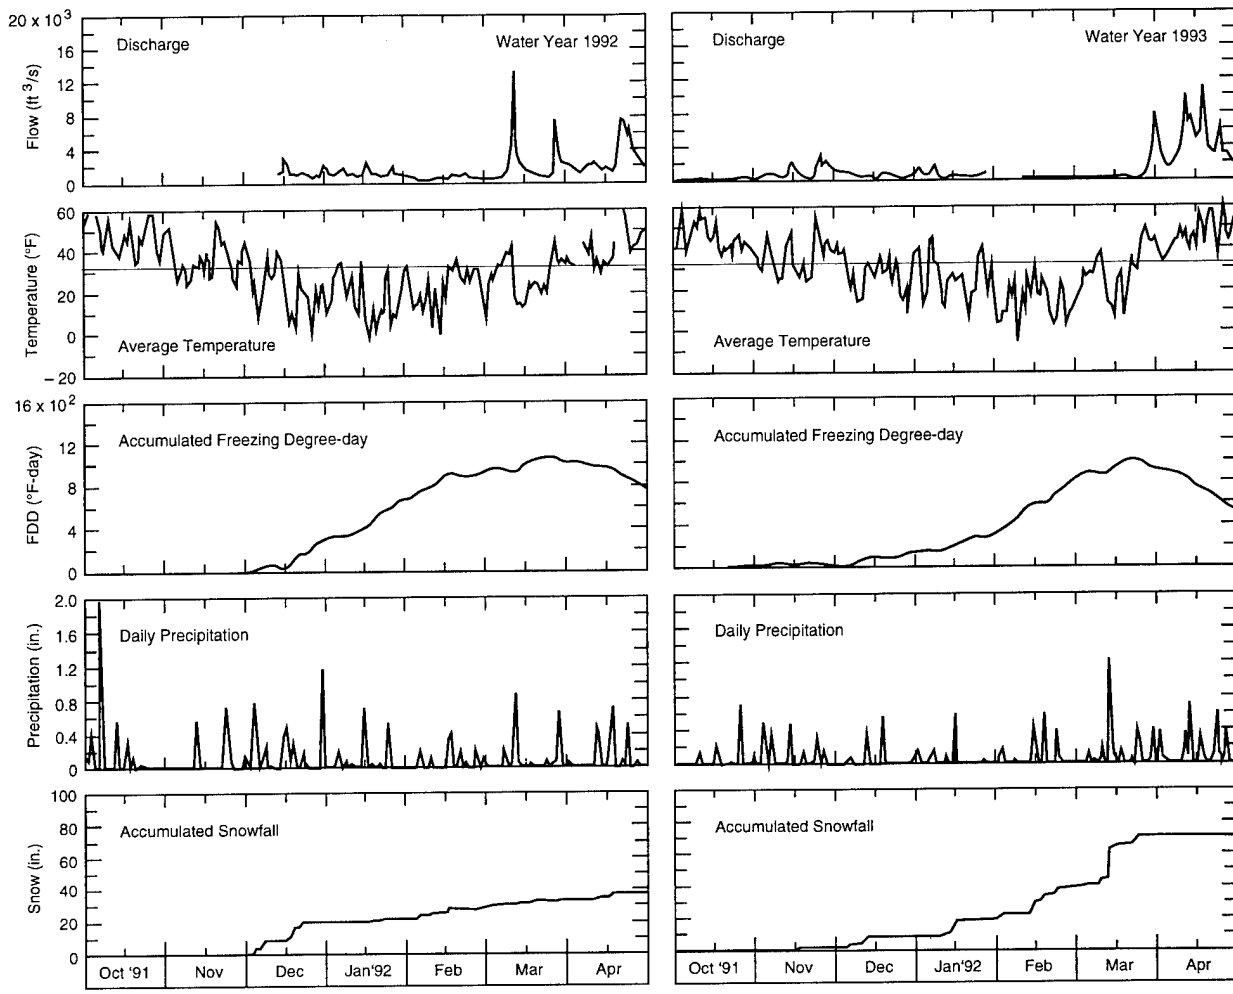 20 x 10³
16
12
8
4
0
Flow (ft ³/s)
Discharge
Water Year 1992
Water Year 1993
60
40
20
0
– 20
Temperature (°F)
Average Temperature
Average Temperature
16 x 10²
12
8
4
0
FDD (°F-day)
Accumulated Freezing Degree-day
Accumulated Freezing Degree-day
2.0
1.6
1.2
0.8
0.4
0
Precipitation (in.)
Daily Precipitation
Daily Precipitation
100
80
60
40
20
0
Snow (in.)
Accumulated Snowfall
Accumulated Snowfall
Oct '91 Nov Dec Jan'92 Feb Mar Apr
Oct '91 Nov Dec Jan'92 Feb Mar Apr
Discharge